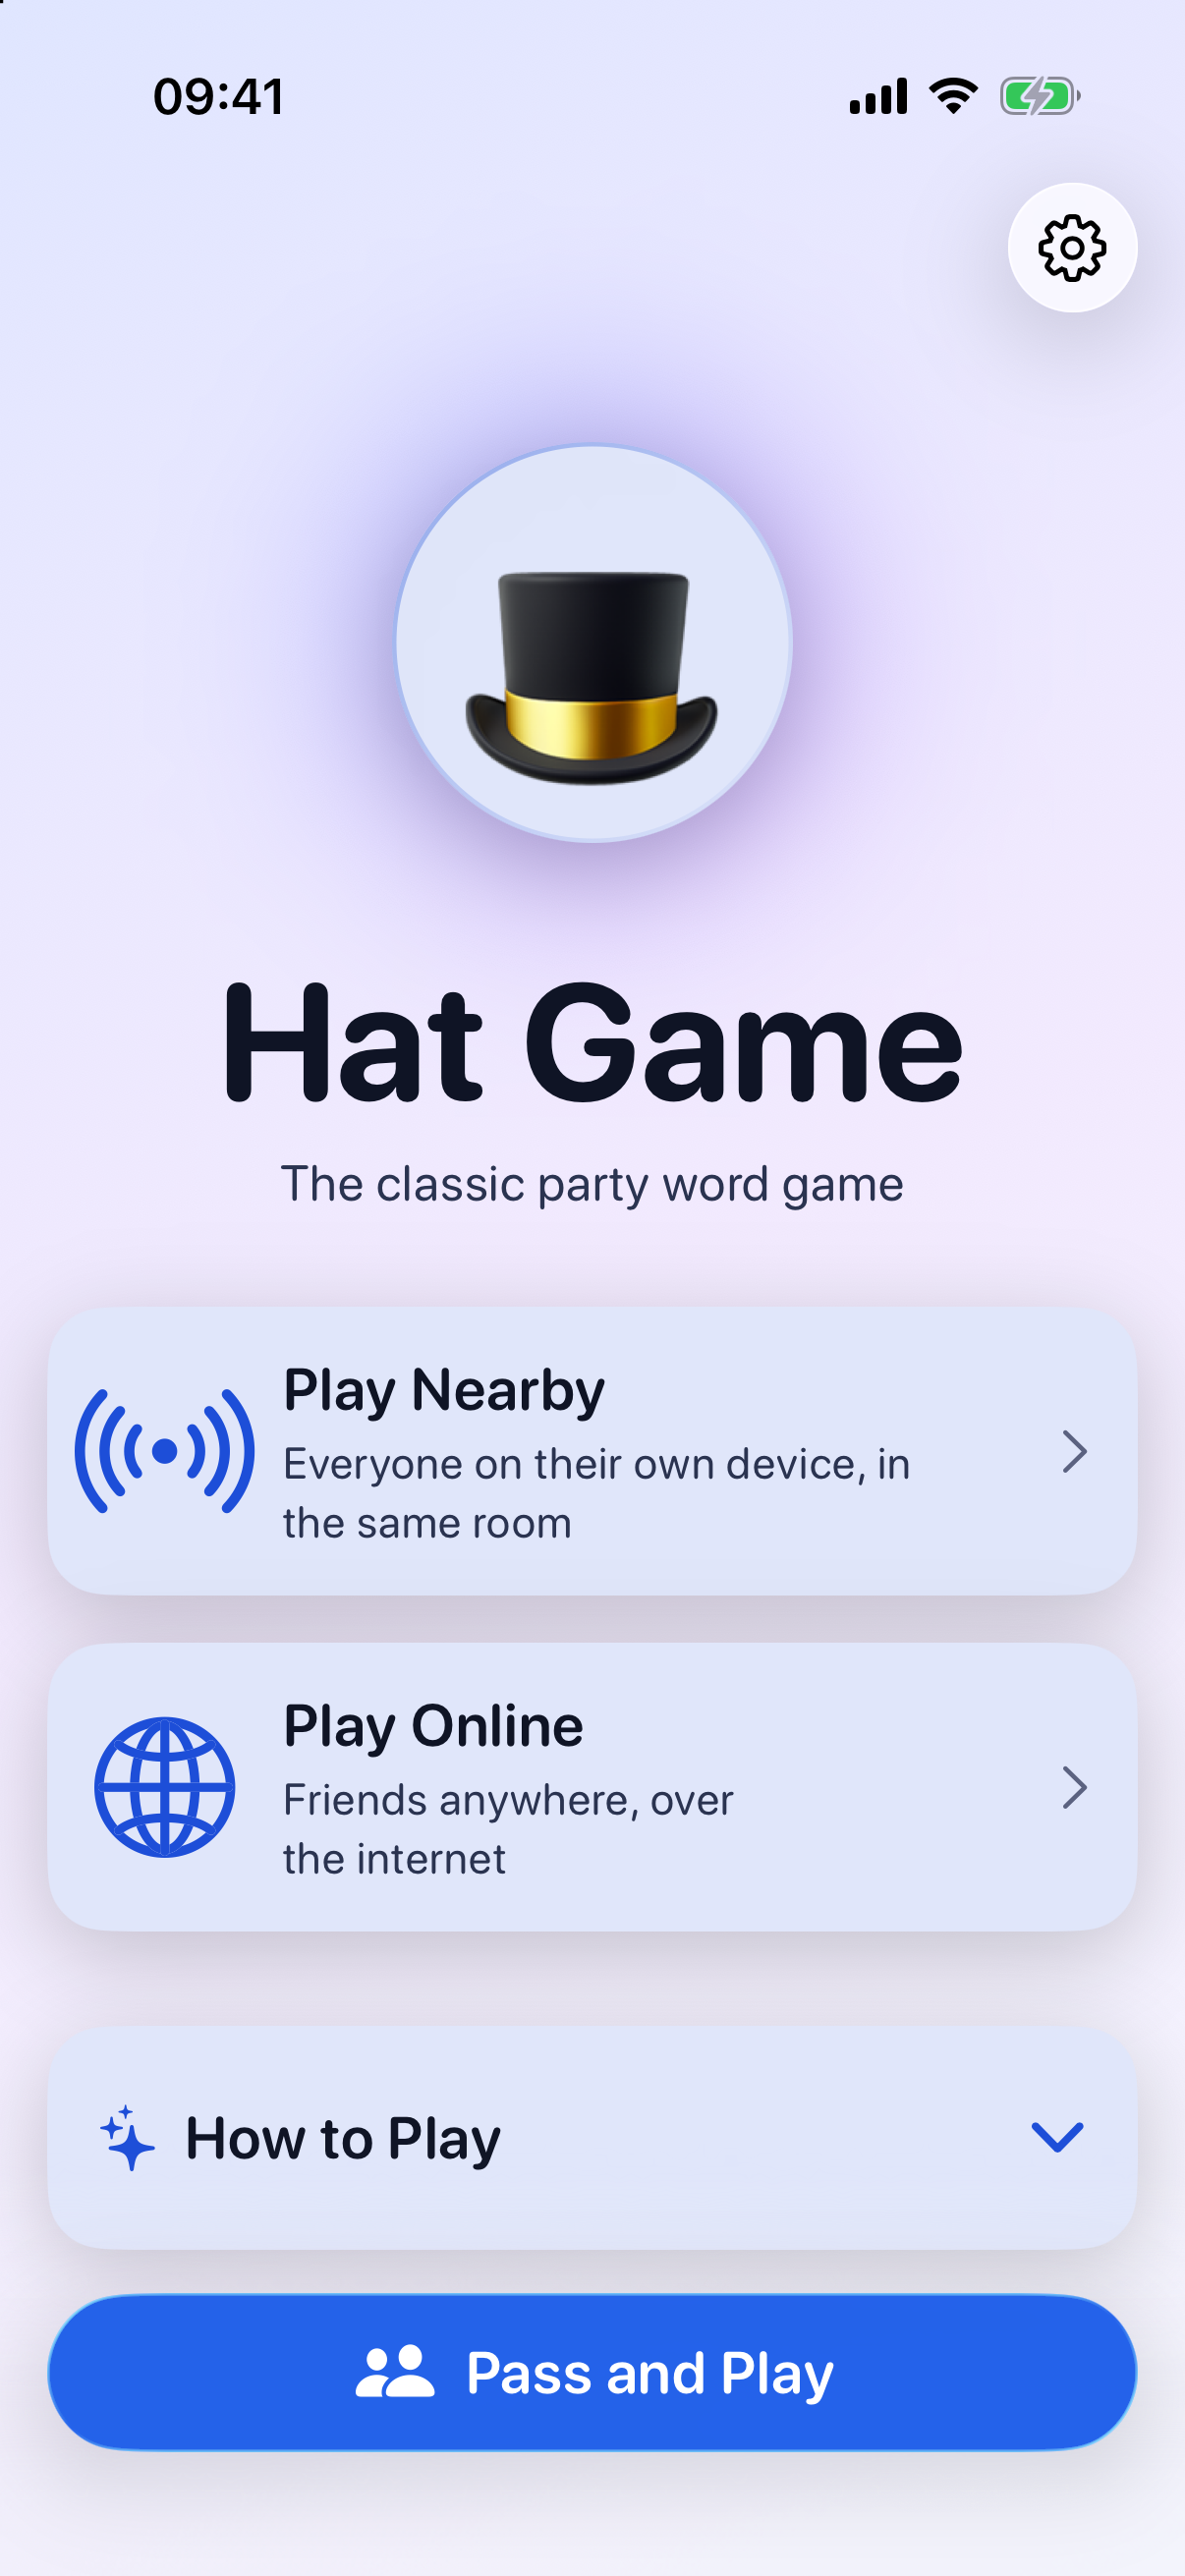 09:41
Hat Game
The classic party word game
Play Nearby
Everyone on their own device, in
the same room
Play Online
Friends anywhere, over
the internet
How to Play
Pass and Play